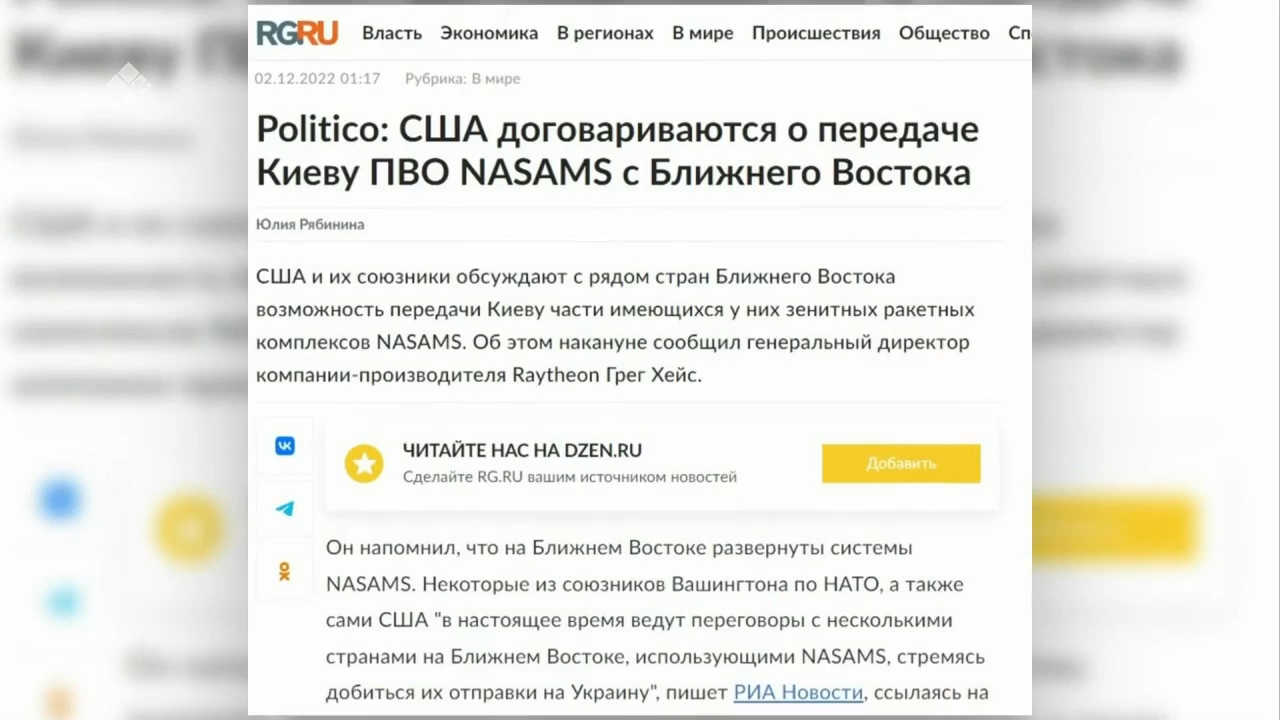 RGRU Власть Экономика В регионах В мире Происшествия Общество Сп
02.12.2022 01:17 Рубрика: В мире
Politico: США договариваются о передаче
Киеву ПВО NASAMS с Ближнего Востока
Юлия Рябинина
США и их союзники обсуждают с рядом стран Ближнего Востока
возможность передачи Киеву части имеющихся у них зенитных ракетных
комплексов NASAMS. Об этом накануне сообщил генеральный директор
компании-производителя Raytheon Грег Хейс.
ЧИТАЙТЕ НАС НА DZEN.RU
Сделайте RG.RU вашим источником новостей
Добавить
Он напомнил, что на Ближнем Востоке развернуты системы
NASAMS. Некоторые из союзников Вашингтона по НАТО, а также
сами США "в настоящее время ведут переговоры с несколькими
странами на Ближнем Востоке, использующими NASAMS, стремясь
добиться их отправки на Украину", пишет РИА Новости, ссылаясь на